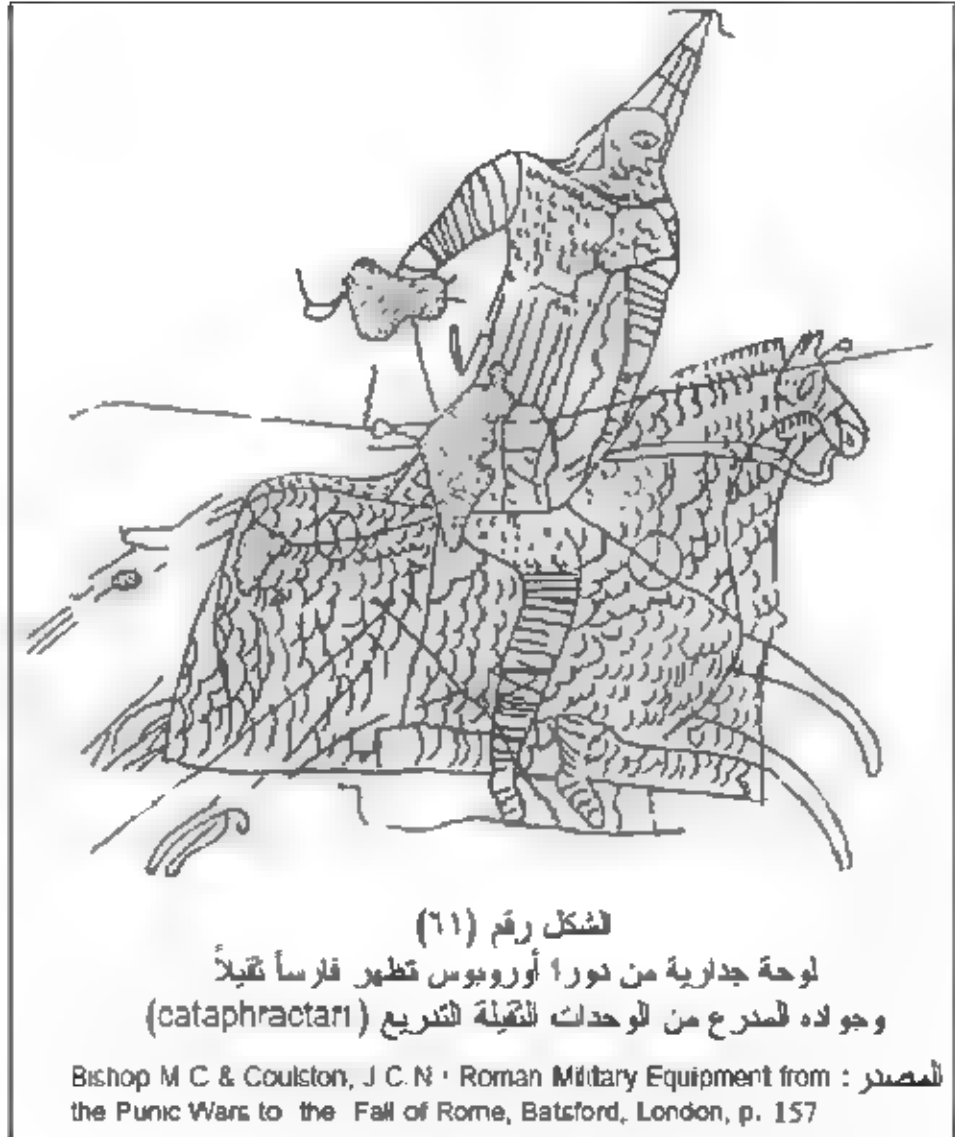 الشكل رقم (٦١)
لوحة جدارية من دورا أوروبوس تظهر فارساً ثقيلاً
وجواده المدرع من الوحدات الثقيلة التدريع (cataphractarı)
المصدر : Bishop M C & Coulston, J C. N · Roman Military Equipment from
the Punic Wars to the Fall of Rome, Batsford, London, p. 157